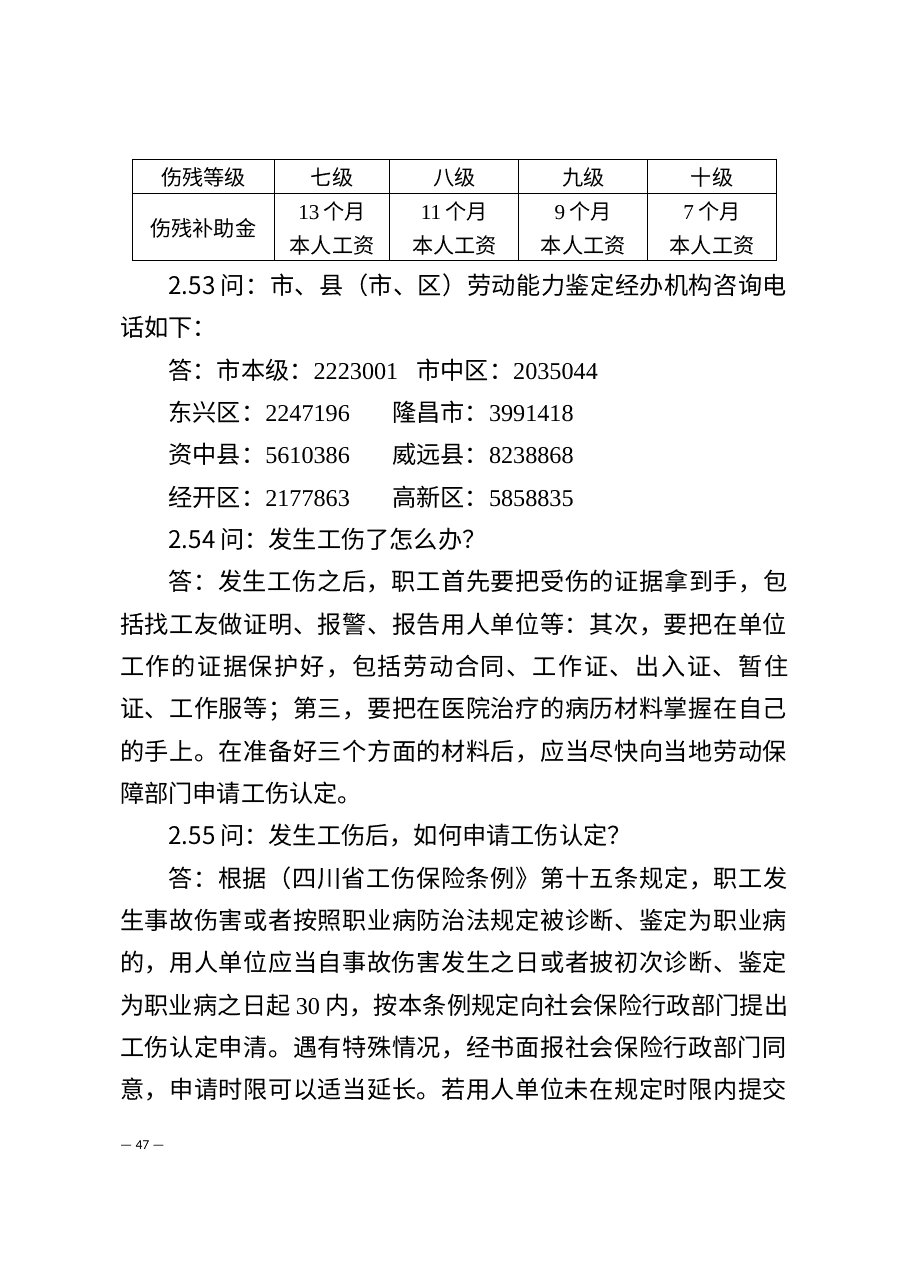 伤残等级 七级 八级 九级 十级
伤残补助金 13 个月 11 个月 9 个月 7 个月
本人工资 本人工资 本人工资 本人工资
2.53 问：市、县（市、区）劳动能力鉴定经办机构咨询电
话如下：
答：市本级：2223001 市中区：2035044
东兴区：2247196 隆昌市：3991418
资中县：5610386 威远县：8238868
经开区：2177863 高新区：5858835
2.54 问：发生工伤了怎么办？
答：发生工伤之后，职工首先要把受伤的证据拿到手，包
括找工友做证明、报警、报告用人单位等：其次，要把在单位
工作的证据保护好，包括劳动合同、工作证、出入证、暂住
证、工作服等；第三，要把在医院治疗的病历材料掌握在自己
的手上。在准备好三个方面的材料后，应当尽快向当地劳动保
障部门申请工伤认定。
2.55 问：发生工伤后，如何申请工伤认定？
答：根据（四川省工伤保险条例》第十五条规定，职工发
生事故伤害或者按照职业病防治法规定被诊断、鉴定为职业病
的，用人单位应当自事故伤害发生之日或者披初次诊断、鉴定
为职业病之日起 30 内，按本条例规定向社会保险行政部门提出
工伤认定申清。遇有特殊情况，经书面报社会保险行政部门同
意，申请时限可以适当延长。若用人单位未在规定时限内提交
— 47 —